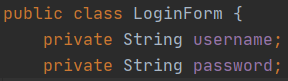 public class LoginForm {
    private String username;
    private String password;